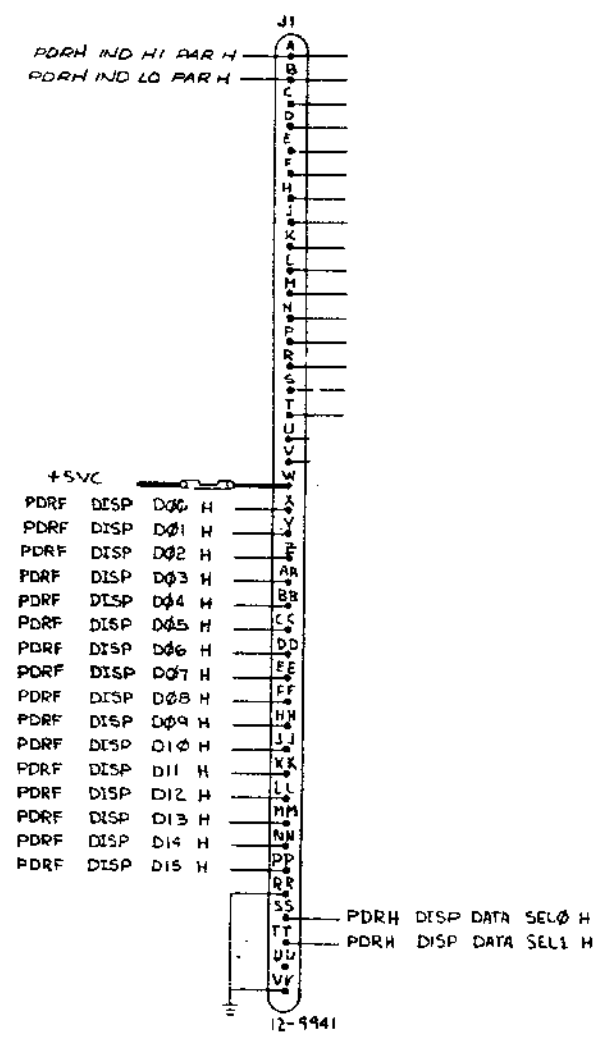 J1
PDRH IND HI PAR H A
PDRH IND LO PAR H B
C
D
E
F
H
J
K
L
M
N
P
R
S
T
U
V
+5VC W
PDRF DISP DØØ H X
PDRF DISP DØ1 H Y
PDRF DISP DØ2 H Z
PDRF DISP DØ3 H AA
PDRF DISP DØ4 H BB
PDRF DISP DØ5 H CC
PDRF DISP DØ6 H DD
PDRF DISP DØ7 H EE
PDRF DISP DØ8 H FF
PDRF DISP DØ9 H HH
PDRF DISP D1Ø H JJ
PDRF DISP D11 H KK
PDRF DISP D12 H LL
PDRF DISP D13 H MM
PDRF DISP D14 H NN
PDRF DISP D15 H PP
RR
SS PDRH DISP DATA SELØ H
TT PDRH DISP DATA SEL1 H
UU
VV
12-9941